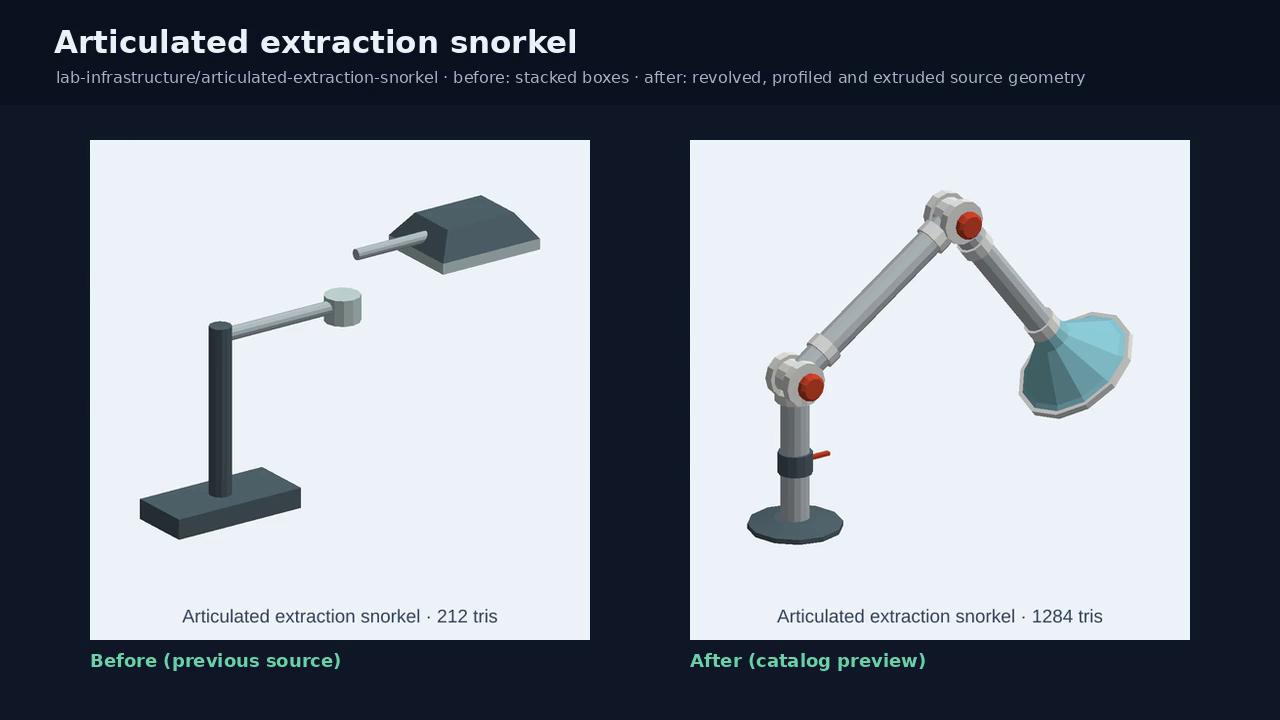 Articulated extraction snorkel
lab-infrastructure/articulated-extraction-snorkel · before: stacked boxes · after: revolved, profiled and extruded source geometry
Articulated extraction snorkel · 212 tris
Articulated extraction snorkel · 1284 tris
Before (previous source)
After (catalog preview)